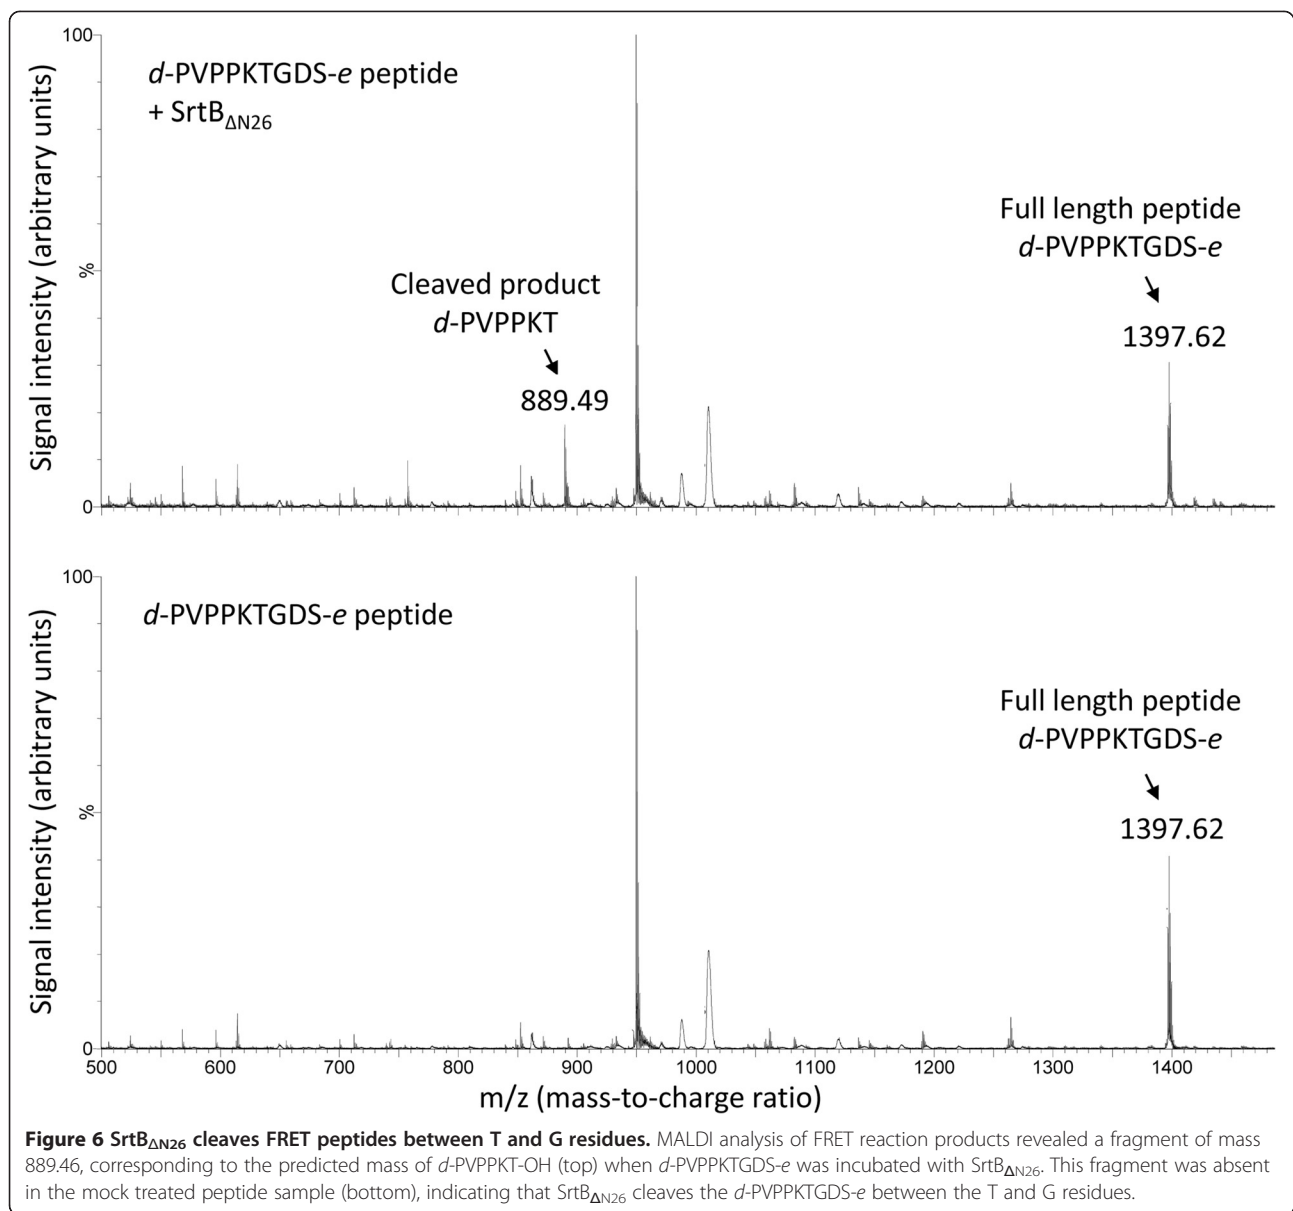 100
Signal intensity (arbitrary units)
%
0
d-PVPPKTGDS-e peptide
+ SrtBΔN26
Cleaved product
d-PVPPKT
889.49
Full length peptide
d-PVPPKTGDS-e
1397.62
100
Signal intensity (arbitrary units)
%
0
d-PVPPKTGDS-e peptide
Full length peptide
d-PVPPKTGDS-e
1397.62
500 600 700 800 900 1000 1100 1200 1300 1400
m/z (mass-to-charge ratio)
Figure 6 SrtBΔN26 cleaves FRET peptides between T and G residues. MALDI analysis of FRET reaction products revealed a fragment of mass
889.46, corresponding to the predicted mass of d-PVPPKT-OH (top) when d-PVPPKTGDS-e was incubated with SrtBΔN26. This fragment was absent
in the mock treated peptide sample (bottom), indicating that SrtBΔN26 cleaves the d-PVPPKTGDS-e between the T and G residues.